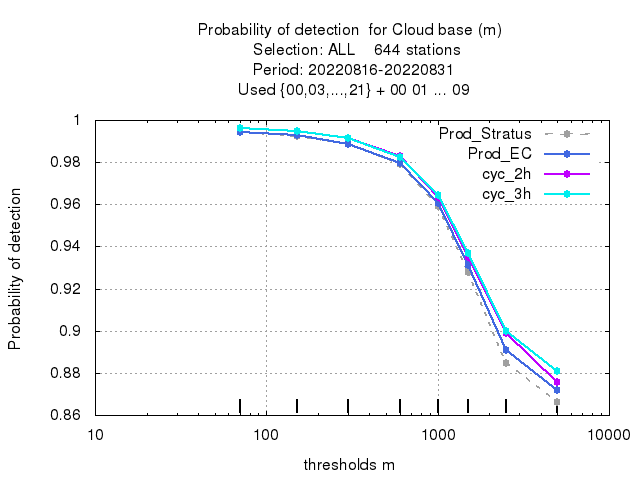 Probability of detection  for Cloud base (m)
Selection: ALL    644 stations
Period: 20220816-20220831
Used {00,03,...,21} + 00 01 ... 09
Probability of detection
1
0.98
0.96
0.94
0.92
0.9
0.88
0.86
Prod_Stratus
Prod_EC
cyc_2h
cyc_3h
10
100
1000
10000
thresholds m